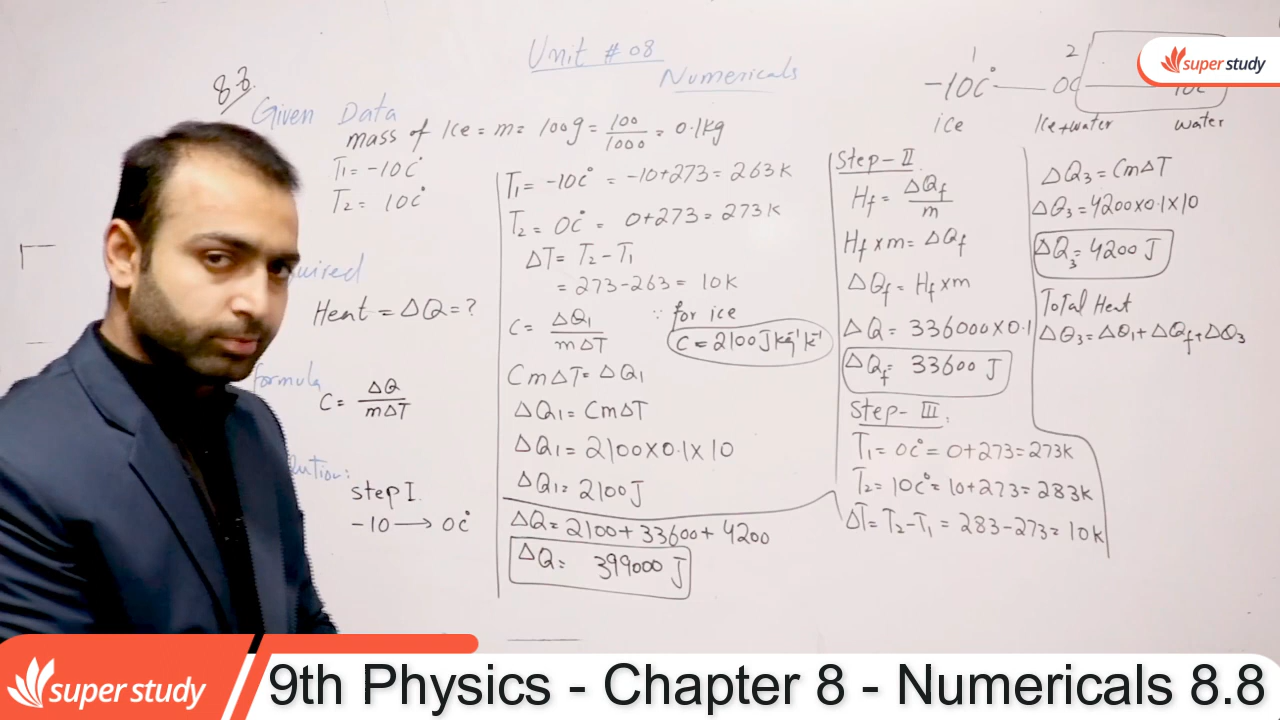 Unit # 08
Numericals
8.8
Given Data
mass of Ice = m = 100g = 100/1000 = 0.1kg
T₁ = -10C°
T₂ = 10C°
Heat = ΔQ = ?
formula
C = ΔQ/mΔT
step I.
-10 → 0C°
T₁ = -10C° = -10+273 = 263K
T₂ = 0C° = 0+273 = 273K
ΔT = T₂ - T₁
= 273-263 = 10K
C = ΔQ₁/mΔT
∵ for ice
C = 2100Jkg⁻¹k⁻¹
CmΔT = ΔQ₁
ΔQ₁ = CmΔT
ΔQ₁ = 2100×0.1×10
ΔQ₁ = 2100J
ΔQ = 2100+33600+4200
ΔQ = 399000 J
Step-II
Hf = ΔQf/m
Hf×m = ΔQf
ΔQf = Hf×m
ΔQ = 336000×0.1
ΔQf = 33600 J
Step-III.
T₁ = 0C° = 0+273 = 273K
T₂ = 10C° = 10+273 = 283K
ΔT = T₂-T₁ = 283-273 = 10K
1 2
-10C° 0C 10C
ice Ice+water water
ΔQ₃ = CmΔT
ΔQ₃ = 4200×0.1×10
ΔQ₃ = 4200J
Total Heat
ΔQ₃ = ΔQ₁+ΔQf+ΔQ₃
super study
super study
9th Physics - Chapter 8 - Numericals 8.8